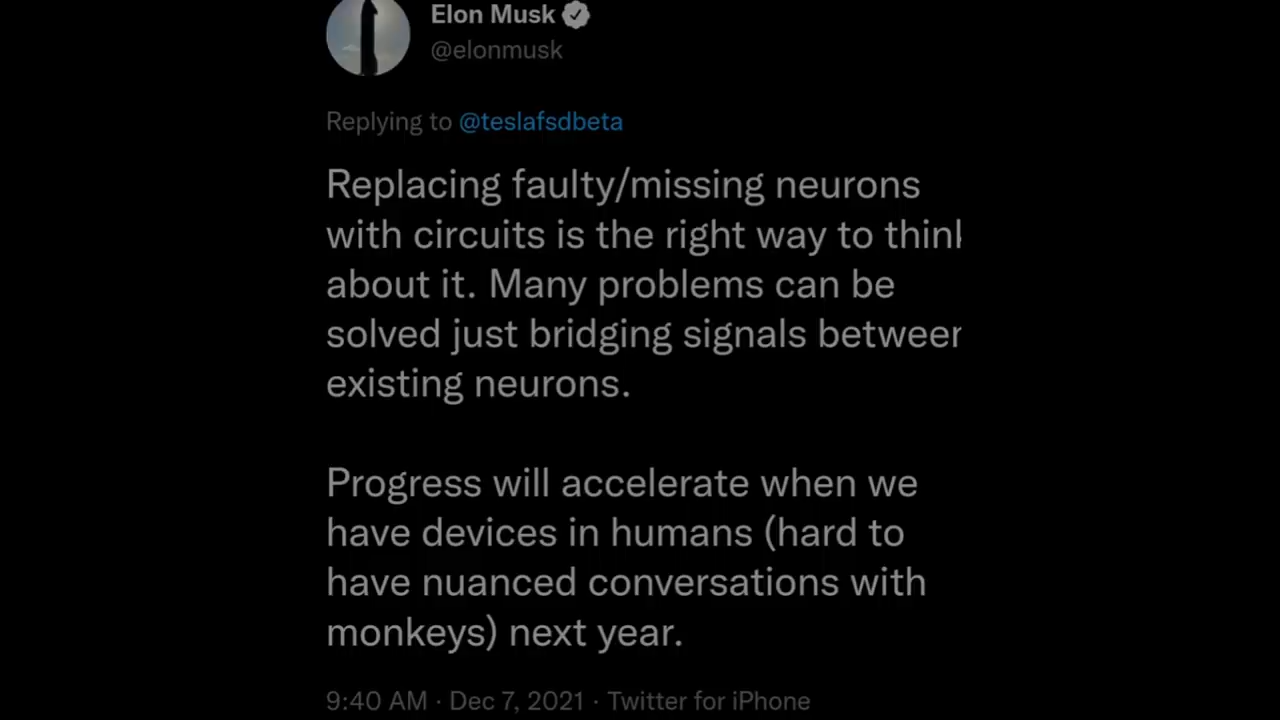 Elon Musk
@elonmusk
Replying to @teslafsdbeta
Replacing faulty/missing neurons
with circuits is the right way to think
about it. Many problems can be
solved just bridging signals between
existing neurons.
Progress will accelerate when we
have devices in humans (hard to
have nuanced conversations with
monkeys) next year.
9:40 AM · Dec 7, 2021 · Twitter for iPhone